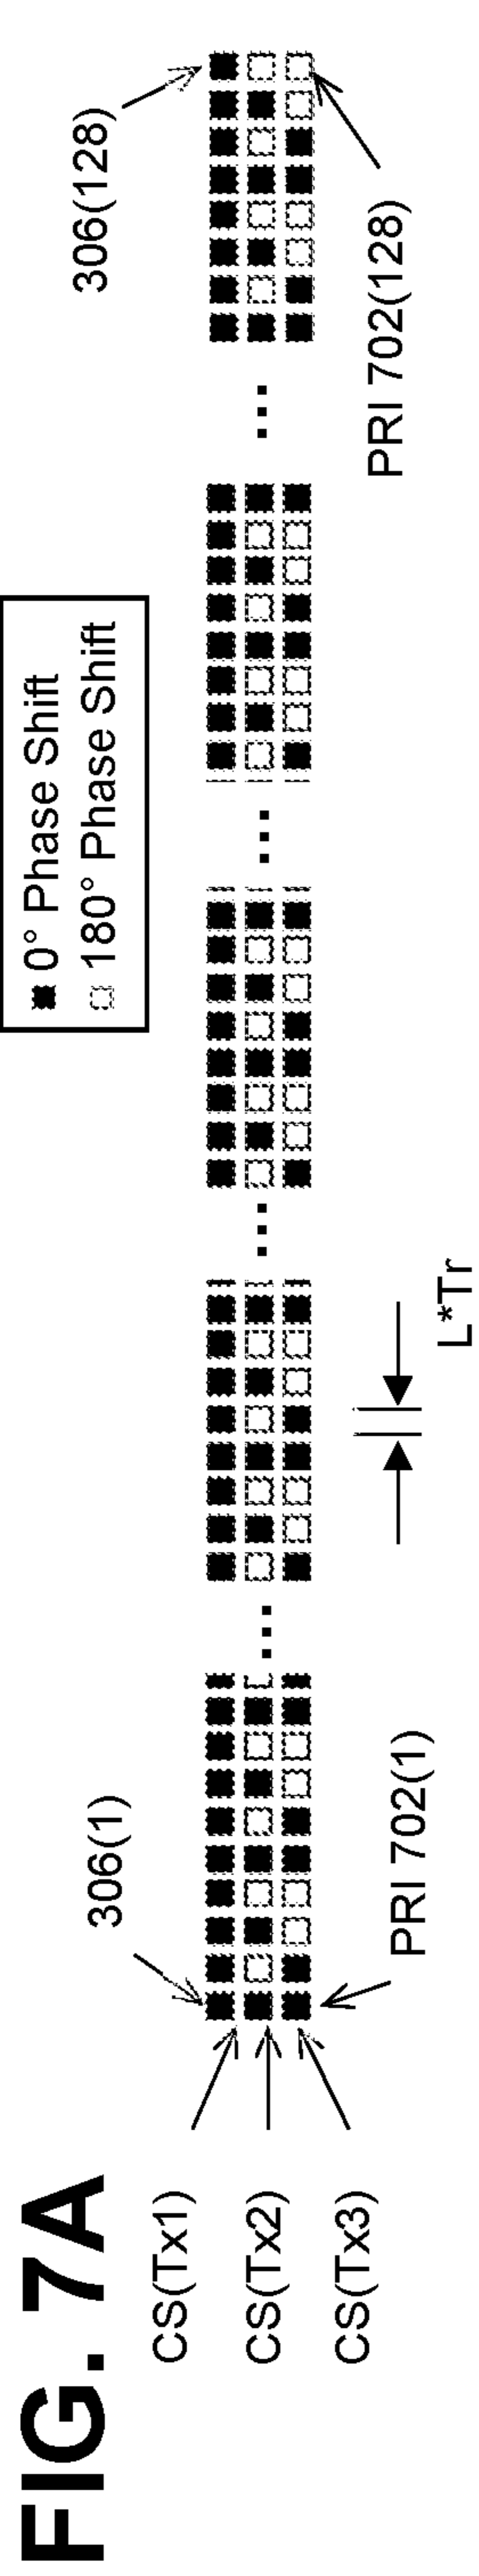 FIG. 7A
0° Phase Shift
180° Phase Shift
306(1)
306(128)
CS(Tx1)
CS(Tx2)
CS(Tx3)
... ... ... ...
PRI 702(1)
L*Tr
PRI 702(128)